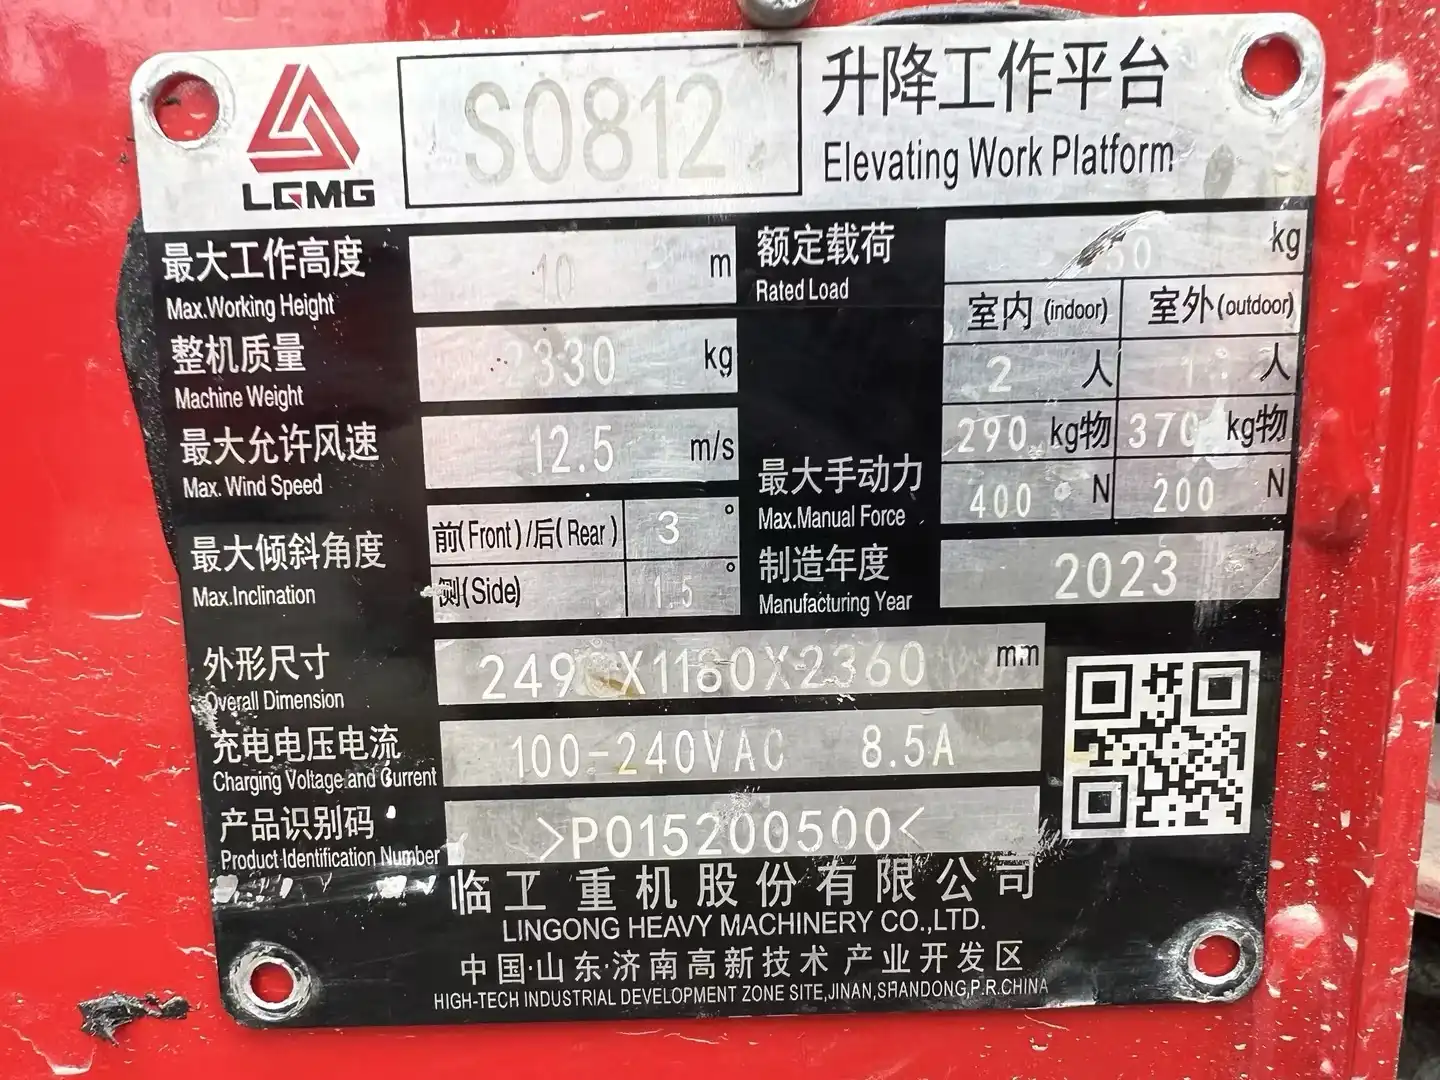 LGMG
S0812
升降工作平台
Elevating Work Platform
最大工作高度
Max.Working Height
10 m
整机质量
Machine Weight
2330 kg
最大允许风速
Max. Wind Speed
12.5 m/s
最大倾斜角度
Max.Inclination
前(Front)/后(Rear) 3 °
侧(Side) 1.5 °
额定载荷
Rated Load
kg
室内(indoor) 室外(outdoor)
2 人 1 人
290 kg物 370 kg物
最大手动力
Max.Manual Force
400 N 200 N
制造年度
Manufacturing Year
2023
外形尺寸
Overall Dimension
mm
充电电压电流
Charging Voltage and Current
100-240VAC 8.5A
产品识别码
Product Identification Number
>P015200500<
临工重机股份有限公司
LINGONG HEAVY MACHINERY CO.,LTD.
中国·山东·济南高新技术产业开发区
HIGH-TECH INDUSTRIAL DEVELOPMENT ZONE SITE,JINAN,SHANDONG,P.R.CHINA